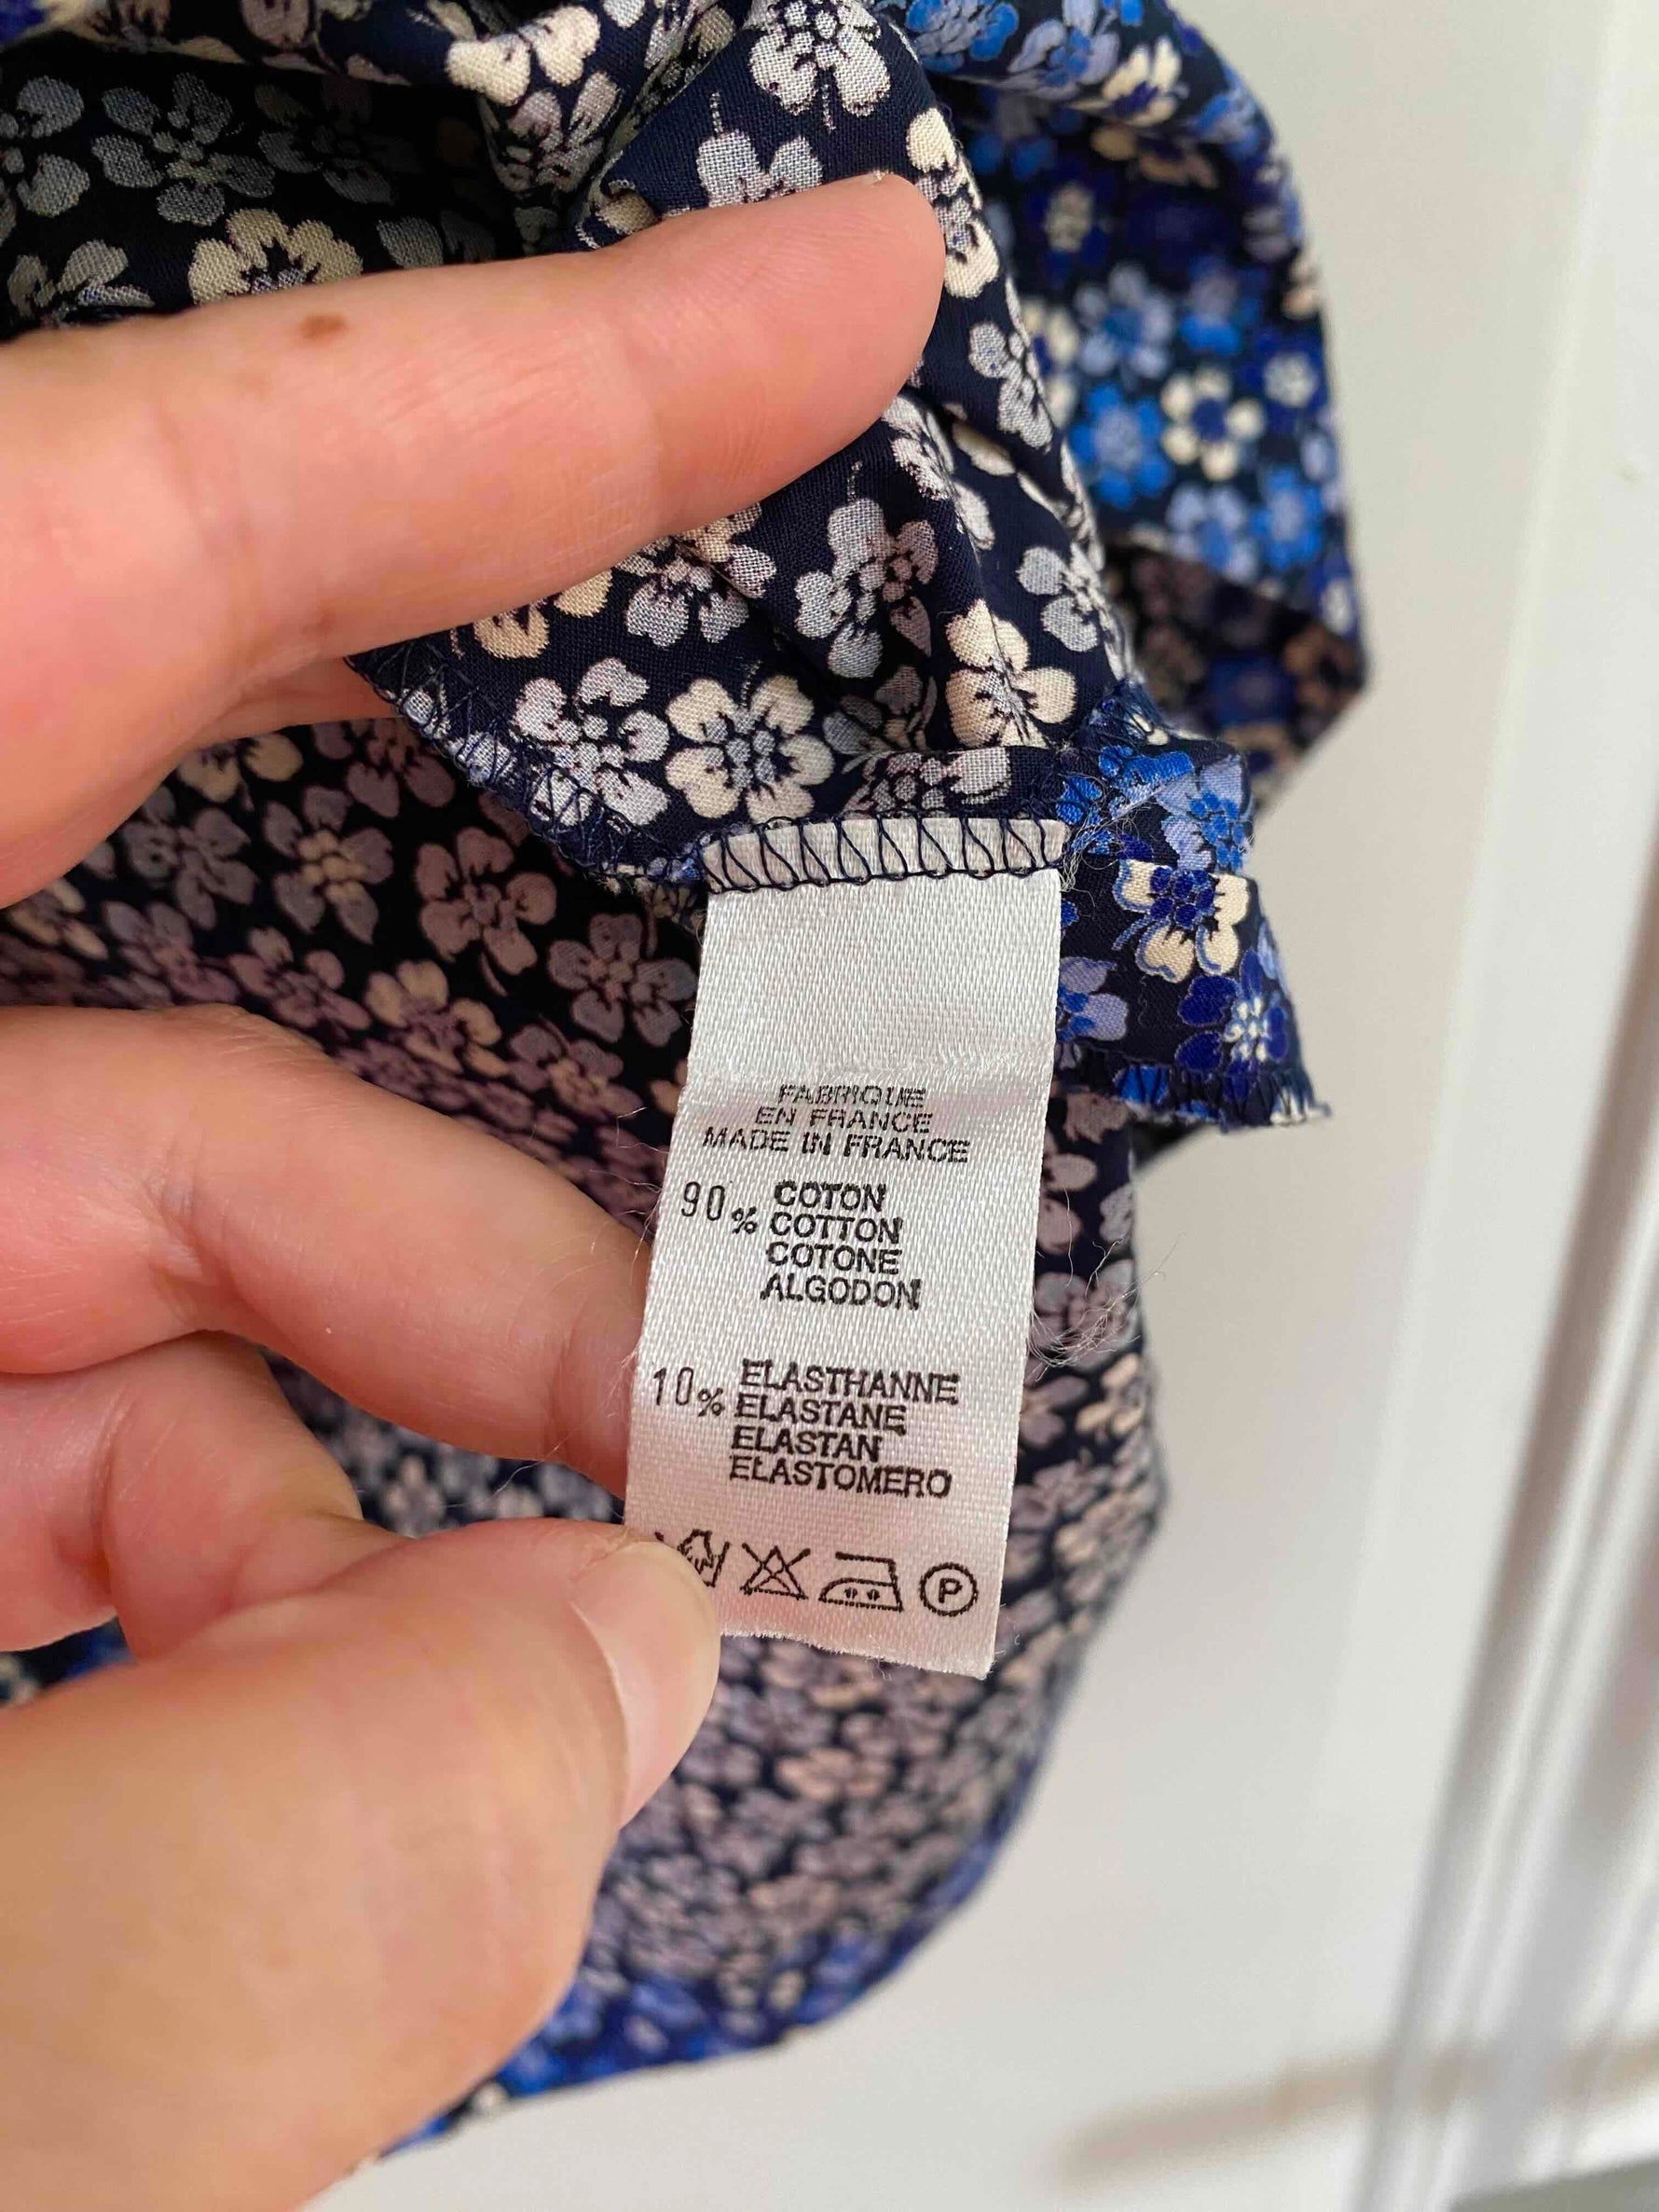 FABRIQUE
EN FRANCE
MADE IN FRANCE
90% COTON
COTTON
COTONE
ALGODON
10% ELASTHANNE
ELASTANE
ELASTAN
ELASTOMERO
P